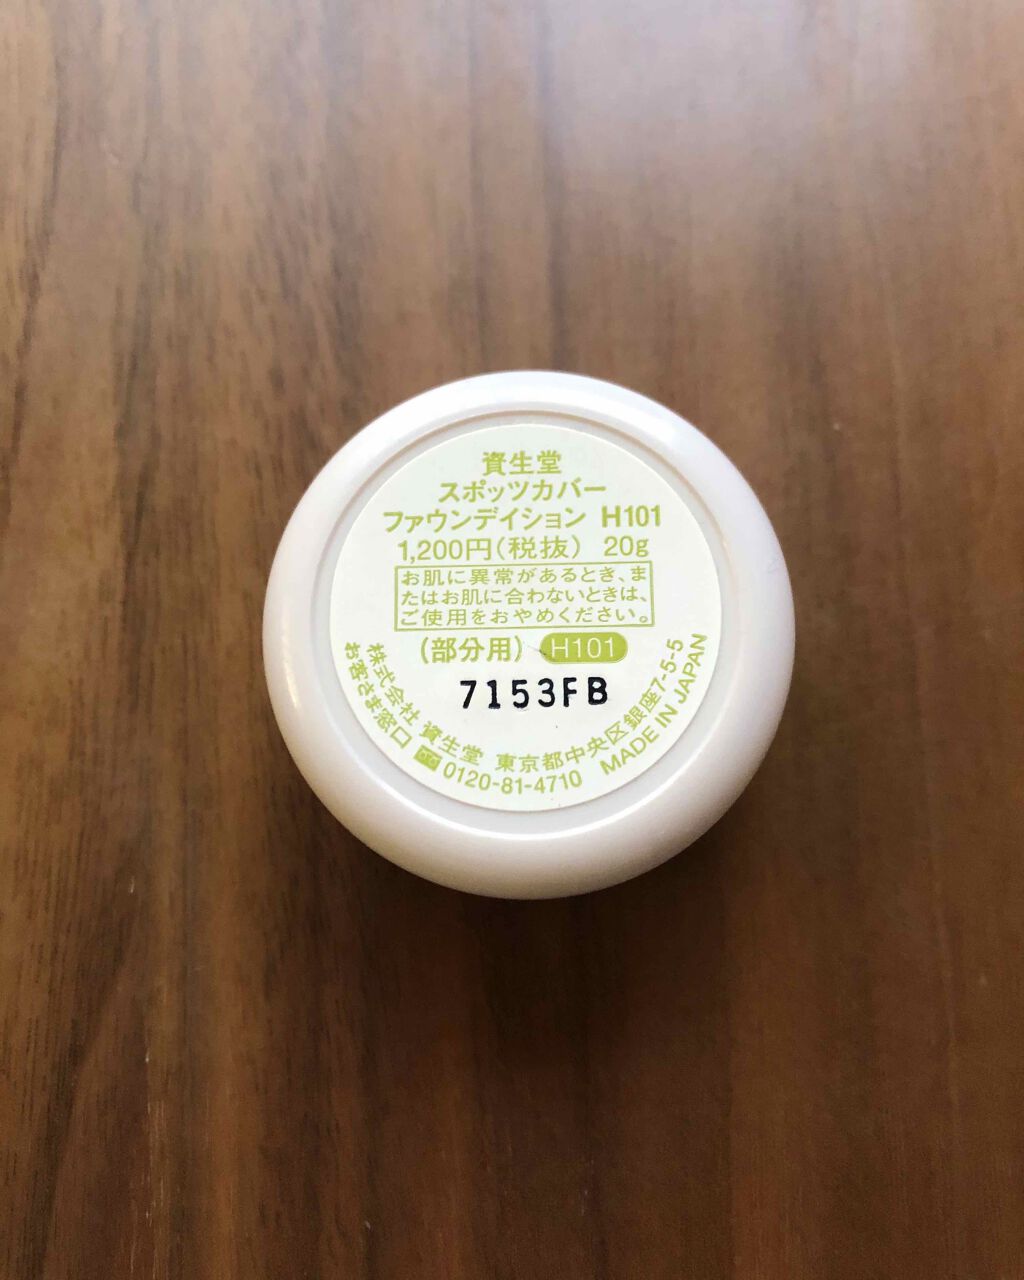 資生堂
スポッツカバー
ファウンデイション H101
1,200円(税抜) 20g
お肌に異常があるとき、ま
たはお肌に合わないときは、
ご使用をおやめください。
(部分用) H101
7153FB
株式会社 資生堂 東京都中央区銀座7-5-5
お客さま窓口 0120-81-4710 MADE IN JAPAN